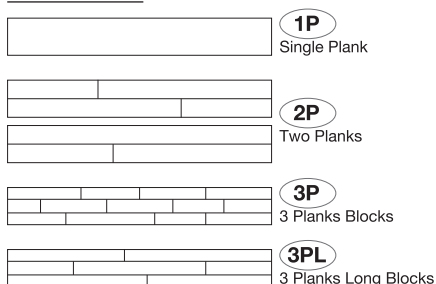 1P
Single Plank
2P
Two Planks
3P
3 Planks Blocks
3PL
3 Planks Long Blocks